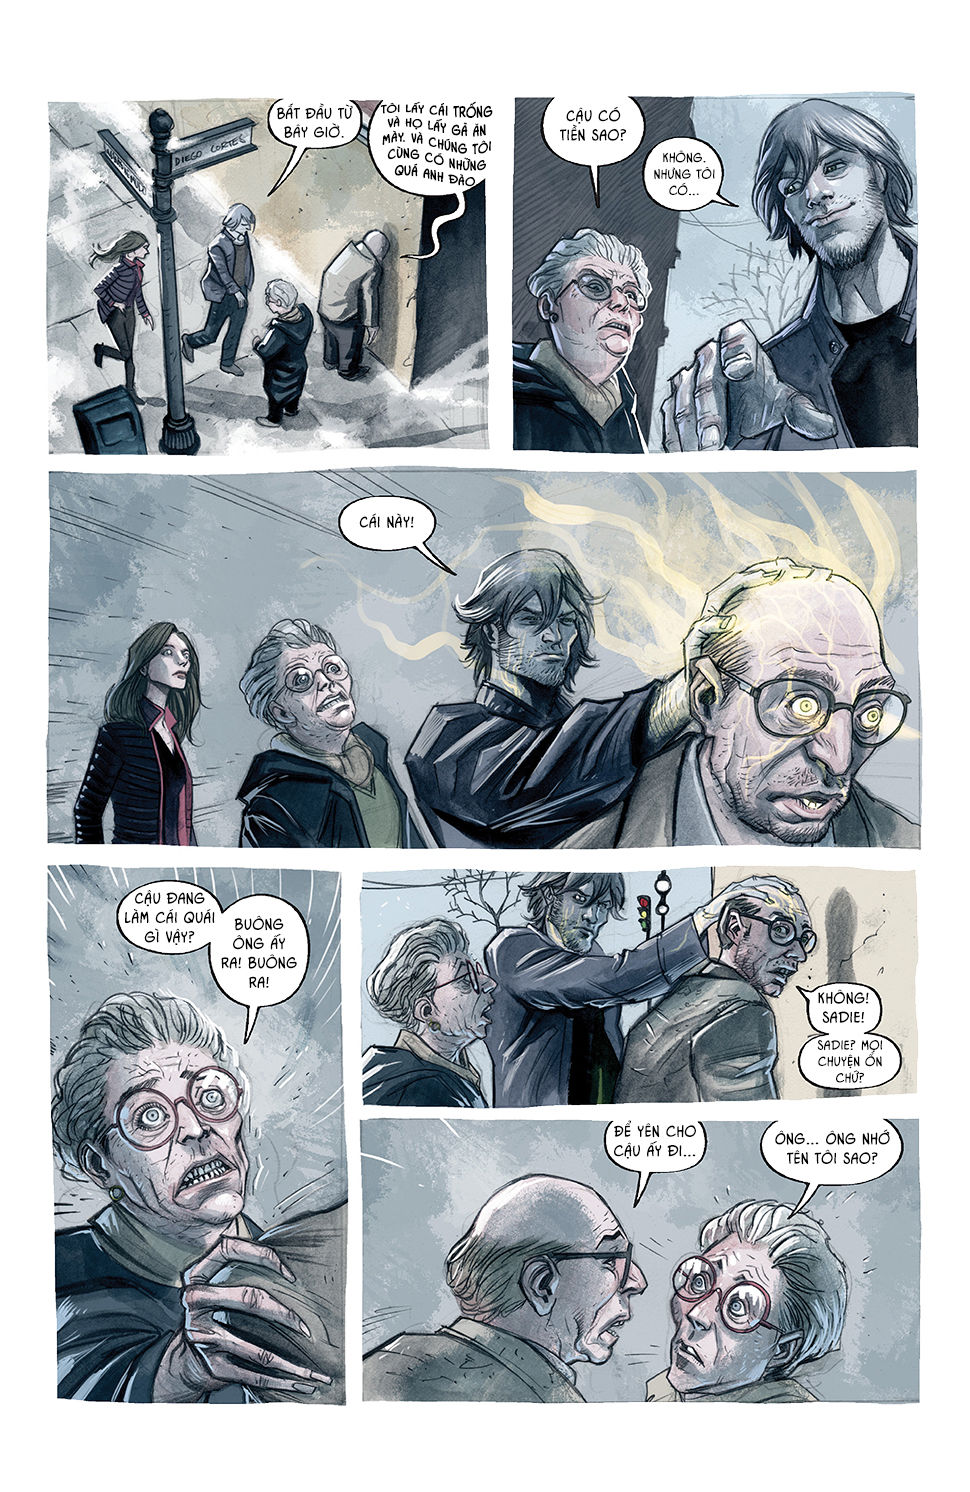 BẮT ĐẦU TỪ
BÂY GIỜ.
TÔI LẤY CÁI TRỐNG
VÀ HỌ LẤY GÃ ĂN
MÀY. VÀ CHÚNG TÔI
CŨNG CÓ NHỮNG
QUẢ ANH ĐÀO
DIEGO CORTEZ
CẬU CÓ
TIỀN SAO?
KHÔNG.
NHƯNG TÔI
CÓ...
CÁI NÀY!
CẬU ĐANG
LÀM CÁI QUÁI
GÌ VẬY?
BUÔNG
ÔNG ẤY
RA! BUÔNG
RA!
KHÔNG!
SADIE!
SADIE? MỌI
CHUYỆN ỔN
CHỨ?
ĐỂ YÊN CHO
CẬU ẤY ĐI...
ÔNG... ÔNG NHỚ
TÊN TÔI SAO?